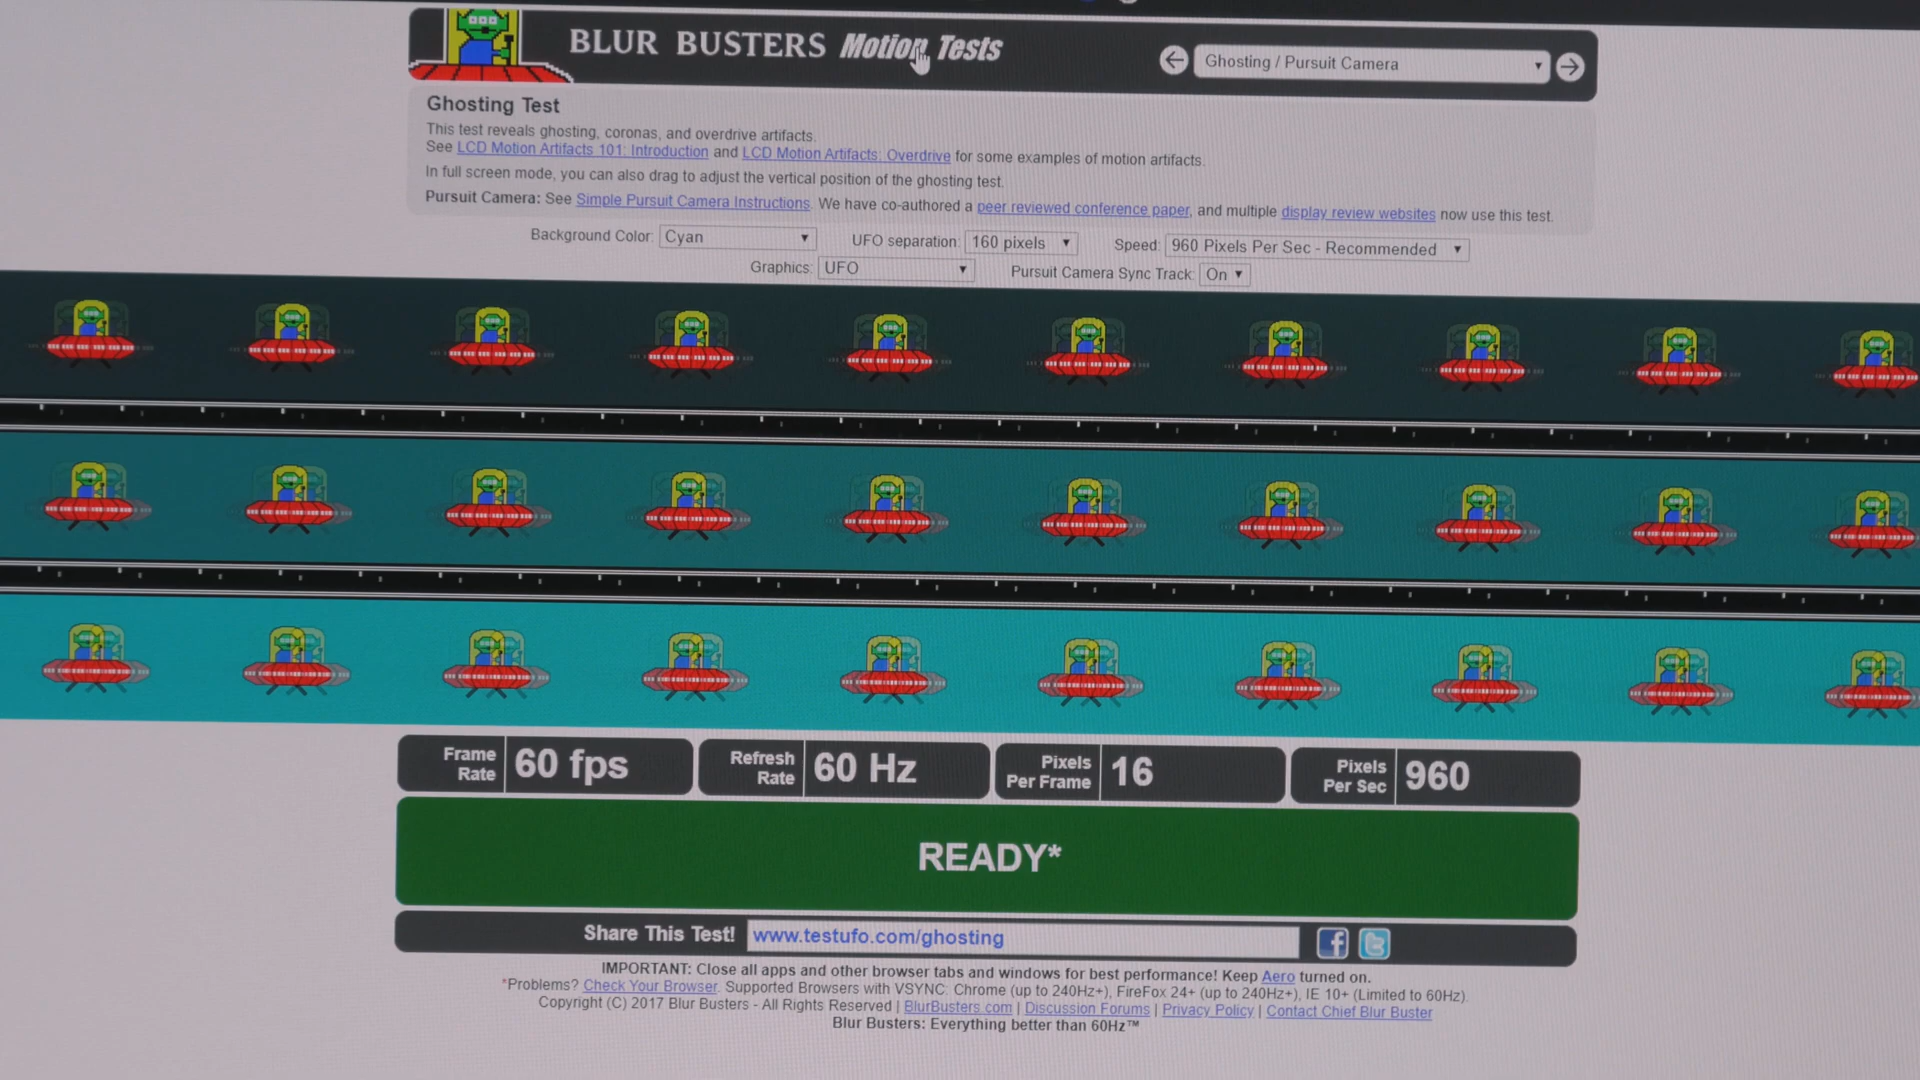 BLUR BUSTERS Motion Tests
Ghosting / Pursuit Camera
Ghosting Test
This test reveals ghosting, coronas, and overdrive artifacts.
See LCD Motion Artifacts 101: Introduction and LCD Motion Artifacts: Overdrive for some examples of motion artifacts.
In full screen mode, you can also drag to adjust the vertical position of the ghosting test.
Pursuit Camera: See Simple Pursuit Camera Instructions. We have co-authored a peer reviewed conference paper, and multiple display review websites now use this test.
Background Color: Cyan UFO separation: 160 pixels Speed: 960 Pixels Per Sec - Recommended
Graphics: UFO Pursuit Camera Sync Track: On
Frame Rate 60 fps Refresh Rate 60 Hz Pixels Per Frame 16 Pixels Per Sec 960
READY*
Share This Test! www.testufo.com/ghosting
IMPORTANT: Close all apps and other browser tabs and windows for best performance! Keep Aero turned on.
*Problems? Check Your Browser. Supported Browsers with VSYNC: Chrome (up to 240Hz+), FireFox 24+ (up to 240Hz+), IE 10+ (Limited to 60Hz).
Copyright (C) 2017 Blur Busters - All Rights Reserved | BlurBusters.com | Discussion Forums | Privacy Policy | Contact Chief Blur Buster
Blur Busters: Everything better than 60Hz™